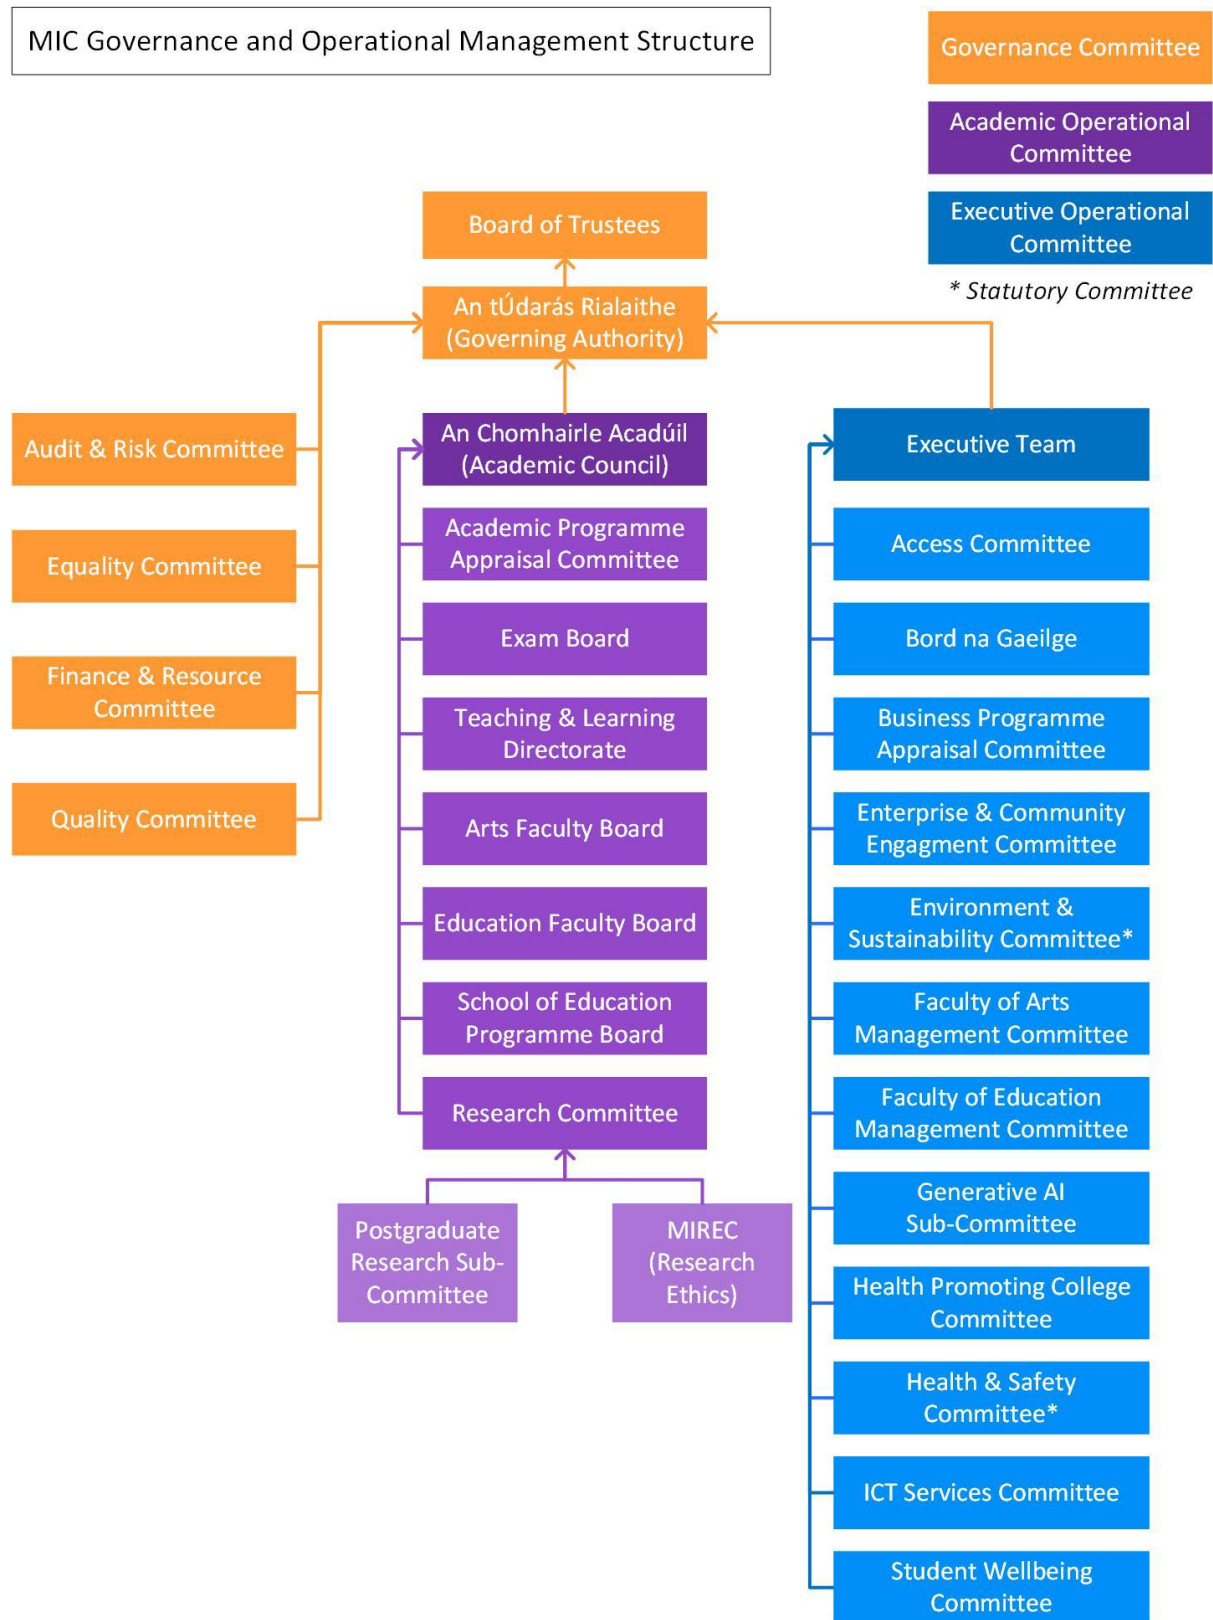 MIC Governance and Operational Management Structure
Governance Committee
Academic Operational
Committee
Executive Operational
Committee
* Statutory Committee
Board of Trustees
An tÚdarás Rialaithe
(Governing Authority)
Audit & Risk Committee
Equality Committee
Finance & Resource
Committee
Quality Committee
An Chomhairle Acadúil
(Academic Council)
Academic Programme
Appraisal Committee
Exam Board
Teaching & Learning
Directorate
Arts Faculty Board
Education Faculty Board
School of Education
Programme Board
Research Committee
Postgraduate
Research Sub-
Committee
MIREC
(Research
Ethics)
Executive Team
Access Committee
Bord na Gaeilge
Business Programme
Appraisal Committee
Enterprise & Community
Engagment Committee
Environment &
Sustainability Committee*
Faculty of Arts
Management Committee
Faculty of Education
Management Committee
Generative AI
Sub-Committee
Health Promoting College
Committee
Health & Safety
Committee*
ICT Services Committee
Student Wellbeing
Committee